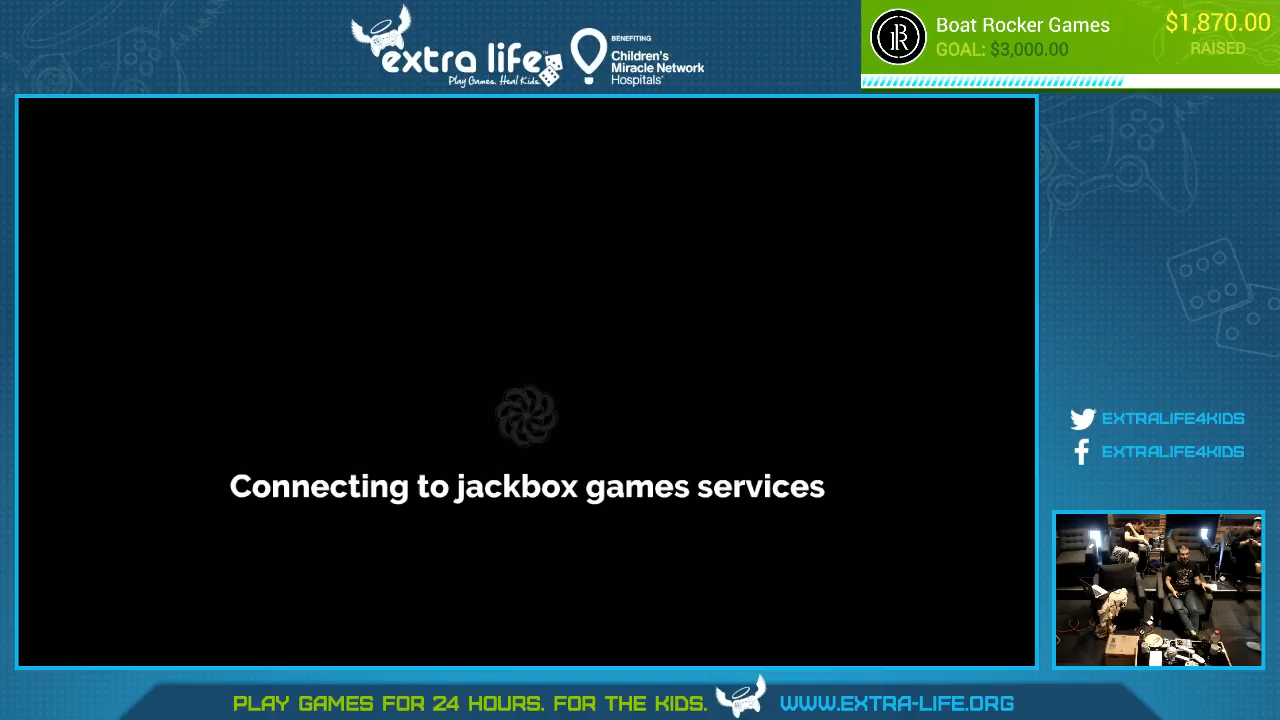 extra life™
Play Games. Heal Kids.
BENEFITING
Children's
Miracle Network
Hospitals®
Boat Rocker Games
GOAL: $3,000.00
$1,870.00
RAISED
Connecting to jackbox games services
EXTRALIFE4KIDS
EXTRALIFE4KIDS
PLAY GAMES FOR 24 HOURS. FOR THE KIDS.
WWW.EXTRA-LIFE.ORG